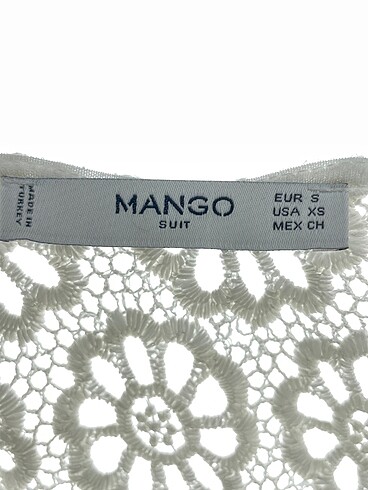 MADE IN
TURKEY
MANGO
SUIT
EUR S
USA XS
MEX CH